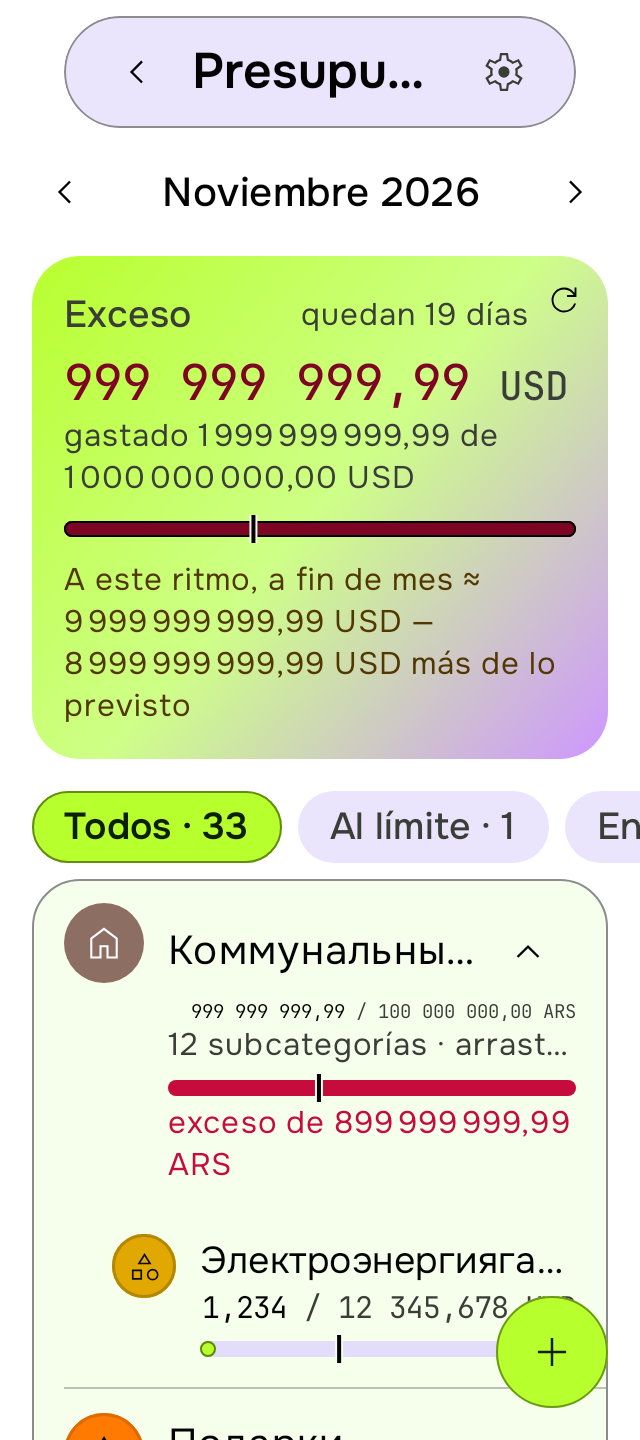 Presupu...
Noviembre 2026
Exceso
quedan 19 días
999 999 999,99 USD
gastado 1 999 999 999,99 de
1 000 000 000,00 USD
A este ritmo, a fin de mes ≈
9 999 999 999,99 USD —
8 999 999 999,99 USD más de lo
previsto
Todos · 33
Al límite · 1
En
Коммунальны...
999 999 999,99 / 100 000 000,00 ARS
12 subcategorías · arrast...
exceso de 899 999 999,99
ARS
Электроэнергияга...
1,234 / 12 345,678
Подарки